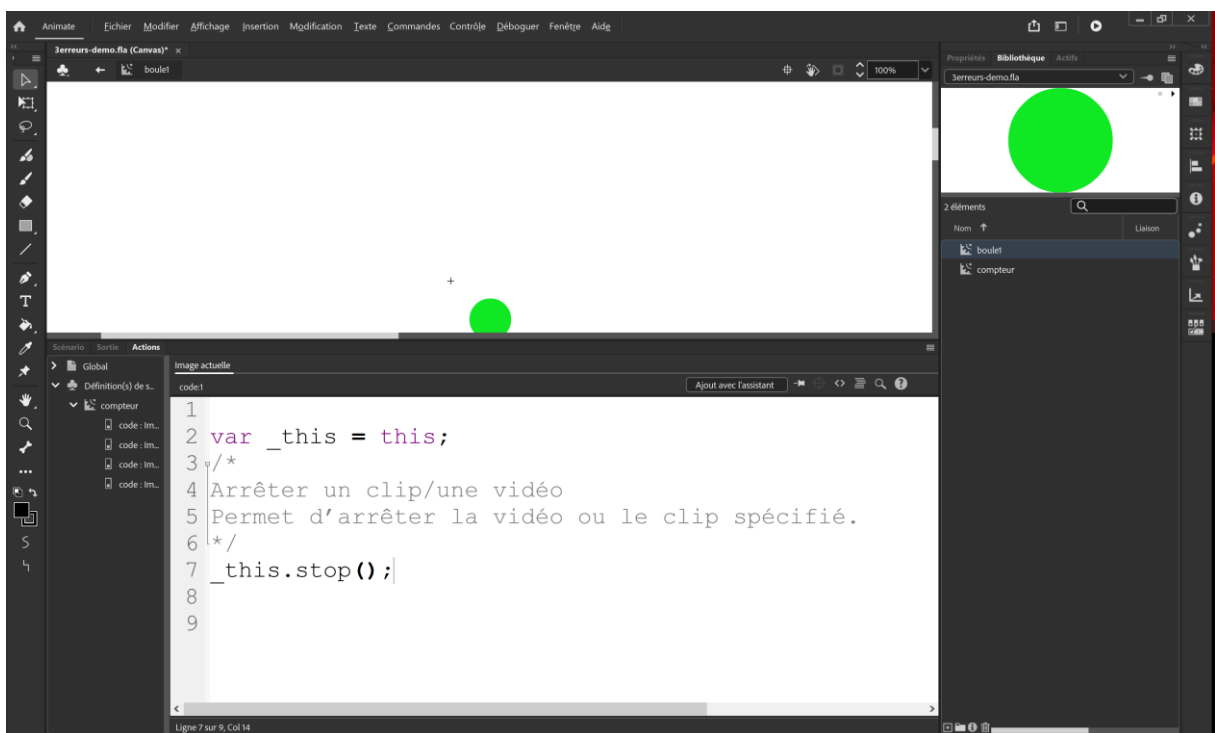 Animate Fichier Modifier Affichage Insertion Modification Texte Commandes Contrôle Déboguer Fenêtre Aide
3erreurs-demo.fla (Canvas)* ×
boule1 100%
Propriétés Bibliothèque Actifs
3erreurs-demo.fla
2 éléments
Nom Liaison
boule1
compteur
Scénario Sortie Actions
Global
Définition(s) de s...
compteur
code : Im...
code : Im...
code : Im...
code : Im...
Image actuelle
code:1 Ajout avec l'assistant
1
2 var _this = this;
3 /*
4 Arrêter un clip/une vidéo
5 Permet d’arrêter la vidéo ou le clip spécifié.
6 */
7 _this.stop();
8
9
Ligne 7 sur 9, Col 14